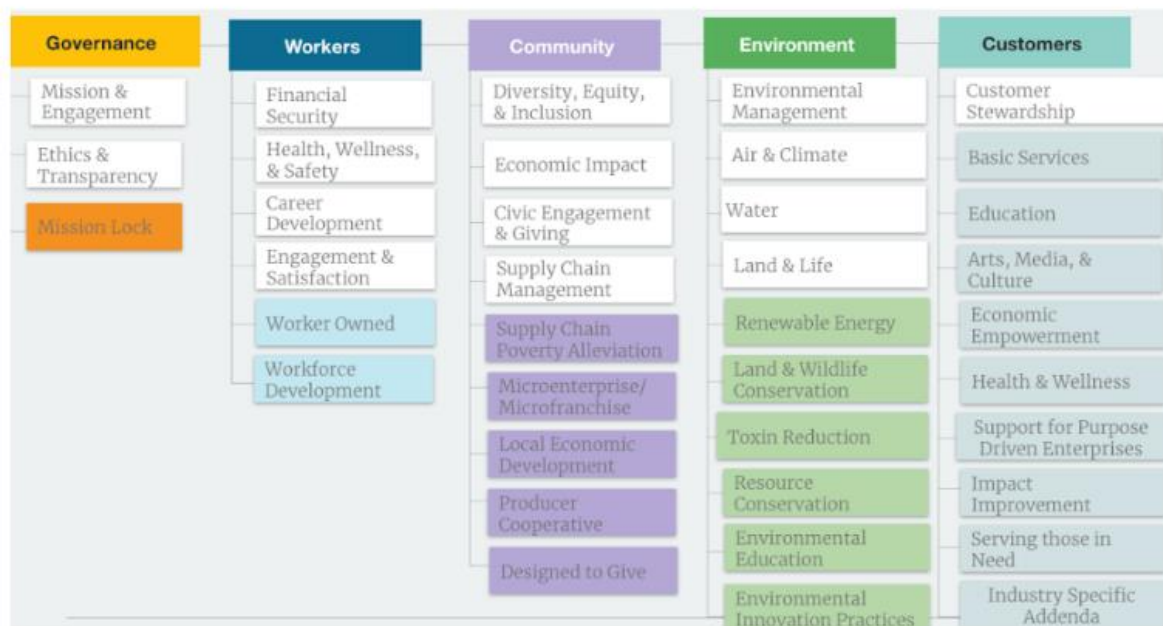 Governance
Mission &
Engagement
Ethics &
Transparency
Mission Lock
Workers
Financial
Security
Health, Wellness,
& Safety
Career
Development
Engagement &
Satisfaction
Worker Owned
Workforce
Development
Community
Diversity, Equity,
& Inclusion
Economic Impact
Civic Engagement
& Giving
Supply Chain
Management
Supply Chain
Poverty Alleviation
Microenterprise/
Microfranchise
Local Economic
Development
Producer
Cooperative
Designed to Give
Environment
Environmental
Management
Air & Climate
Water
Land & Life
Renewable Energy
Land & Wildlife
Conservation
Toxin Reduction
Resource
Conservation
Environmental
Education
Environmental
Innovation Practices
Customers
Customer
Stewardship
Basic Services
Education
Arts, Media, &
Culture
Economic
Empowerment
Health & Wellness
Support for Purpose
Driven Enterprises
Impact
Improvement
Serving those in
Need
Industry Specific
Addenda